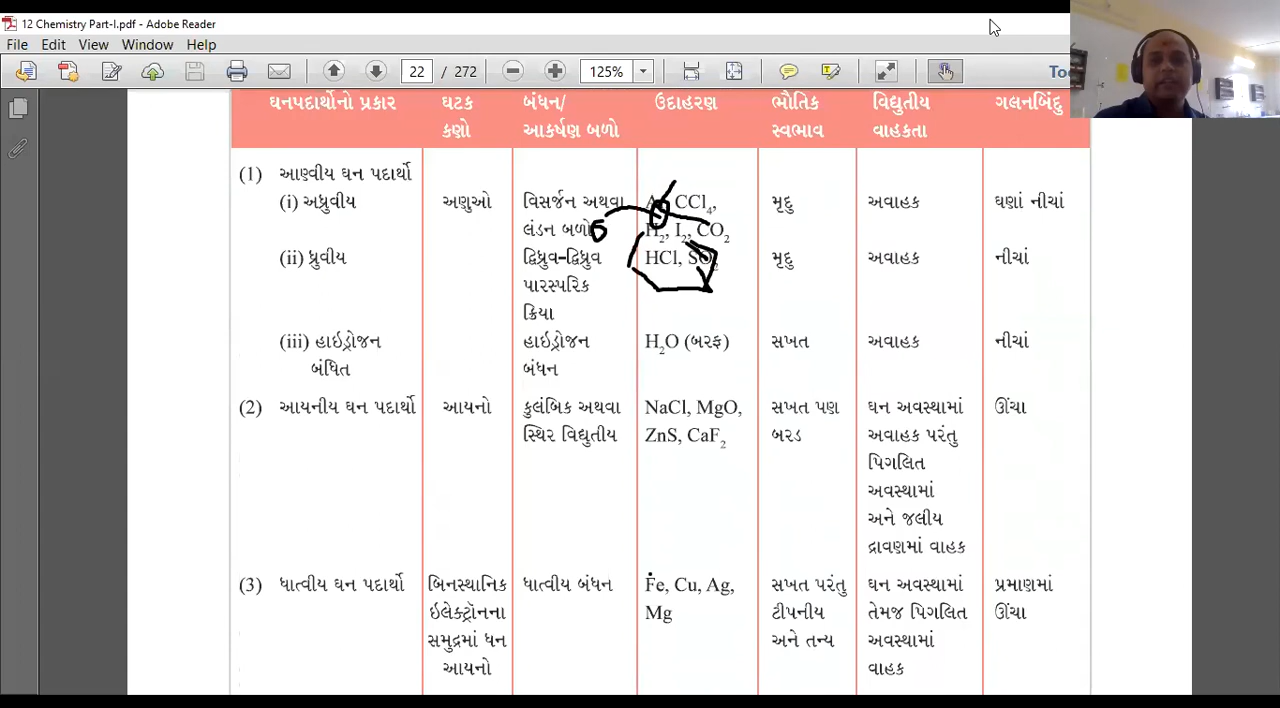 12 Chemistry Part-I.pdf - Adobe Reader
File Edit View Window Help
22 / 272 125% To
ઘનપદાર્થોનો પ્રકાર ઘટક બંધન/ ઉદાહરણ ભૌતિક વિદ્યુતીય ગલનબિંદુ
કણો આકર્ષણ બળો સ્વભાવ વાહકતા
(1) આણ્વીય ઘન પદાર્થો
(i) અધ્રુવીય અણુઓ વિસર્જન અથવા CCl4, મૃદુ અવાહક ઘણાં નીચાં
લંડન બળો H2, I2, CO2
(ii) ધ્રુવીય દ્વિધ્રુવ-દ્વિધ્રુવ HCl, SO2 મૃદુ અવાહક નીચાં
પારસ્પરિક
ક્રિયા
(iii) હાઇડ્રોજન હાઇડ્રોજન H2O (બરફ) સખત અવાહક નીચાં
બંધિત બંધન
(2) આયનીય ઘન પદાર્થો આયનો કુલંબિક અથવા NaCl, MgO, સખત પણ ઘન અવસ્થામાં ઊંચા
સ્થિર વિદ્યુતીય ZnS, CaF2 બરડ અવાહક પરંતુ
પિગલિત
અવસ્થામાં
અને જલીય
દ્રાવણમાં વાહક
(3) ધાત્વીય ઘન પદાર્થો બિનસ્થાનિક ધાત્વીય બંધન Fe, Cu, Ag, સખત પરંતુ ઘન અવસ્થામાં પ્રમાણમાં
ઇલેક્ટ્રૉનના Mg ટીપનીય તેમજ પિગલિત ઊંચા
સમુદ્રમાં ધન અને તન્ય અવસ્થામાં
આયનો વાહક